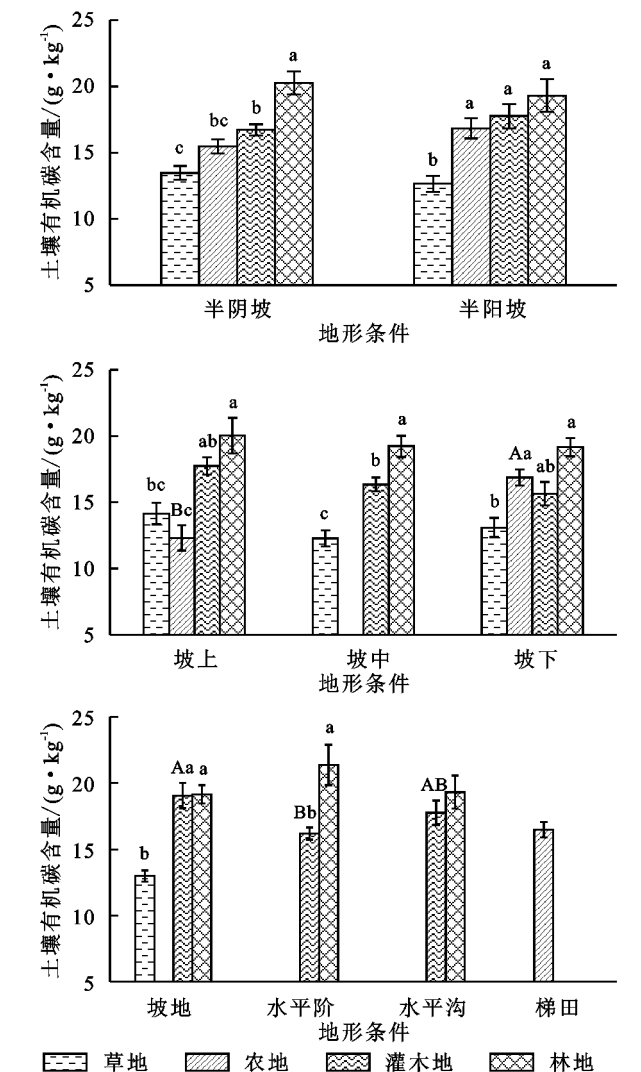 25
20
15
10
5
土壤有机碳含量/(g·kg⁻¹)
c
bc
b
a
b
a
a
a
半阴坡
半阳坡
地形条件
25
20
15
10
5
土壤有机碳含量/(g·kg⁻¹)
bc
Bc
ab
a
c
b
a
b
Aa
ab
a
坡上
坡中
坡下
地形条件
25
20
15
10
5
土壤有机碳含量/(g·kg⁻¹)
b
Aa
a
Bb
a
AB
坡地
水平阶
水平沟
梯田
地形条件
草地
农地
灌木地
林地